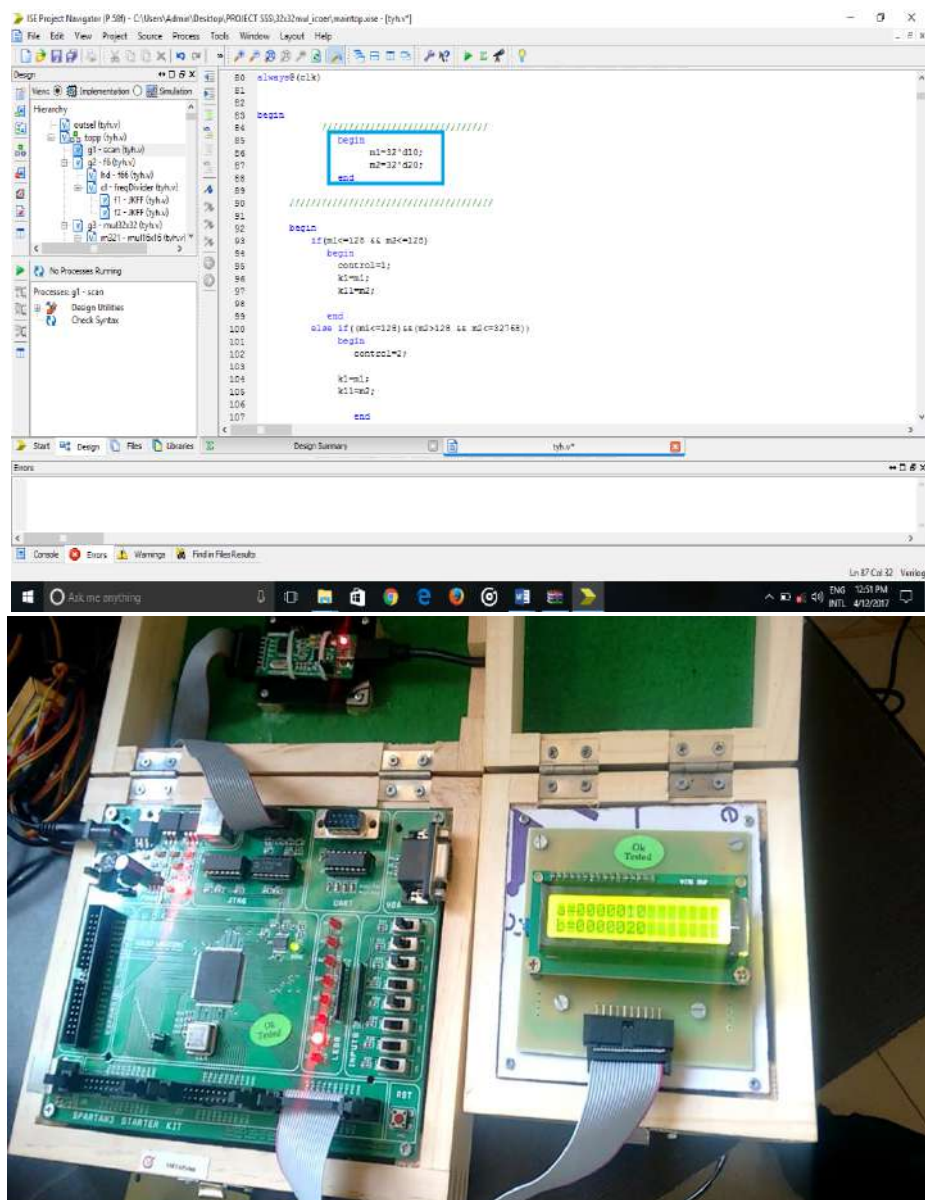 ISE Project Navigator (P.58f) - C:\Users\Admin\Desktop\PROJECT SSS\32x32mul_icoer\maintop.xise - [tyh.v*]
File Edit View Project Source Process Tools Window Layout Help
Design
View: Implementation Simulation
Hierarchy
outsel (tyh.v)
topp (tyh.v)
g1 - scan (tyh.v)
g2 - f6 (tyh.v)
lhd - f66 (tyh.v)
cl - freqDivider (tyh.v)
f1 - JKFF (tyh.v)
f2 - JKFF (tyh.v)
g3 - mul32x32 (tyh.v)
m321 - mul16x16 (tyh.v)
No Processes Running
Processes: g1 - scan
Design Utilities
Check Syntax
80 always@(clk)
81
82
83 begin
84 ///////////////////////////////
85 begin
86 m1=32'd10;
87 m2=32'd20;
88 end
89
90 /////////////////////////////////////
91
92 begin
93 if(m1<=128 && m2<=128)
94 begin
95 control=1;
96 k1=m1;
97 k11=m2;
98
99 end
100 else if((m1<=128)&&(m2>128 && m2<=32768))
101 begin
102 control=2;
103
104 k1=m1;
105 k11=m2;
106
107 end
Start Design Files Libraries
Design Summary
tyh.v*
Errors
Console Errors Warnings Find in Files Results
Ln 87 Col 32 Verilog
Ask me anything
ENG 12:51 PM
INTL 4/12/2017
JTAG
UART
VGA
Ok
Tested
LEDS
INPUTS
RST
SPARTAN3 STARTER KIT
Ok
Tested
a=0000010
b=0000020